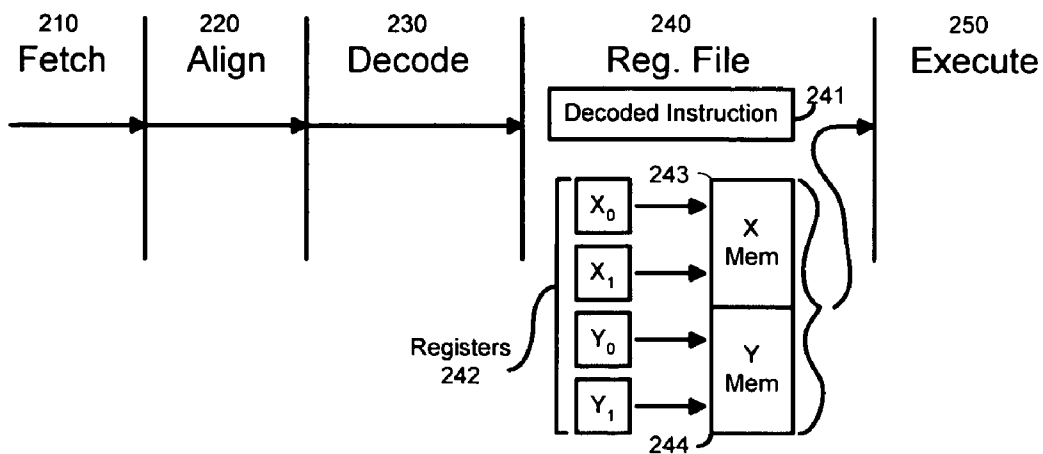 210 220 230 240 250
Fetch Align Decode Reg. File Execute
Decoded Instruction 241
243
X0
X Mem
X1
Registers 242
Y0
Y Mem
Y1
244